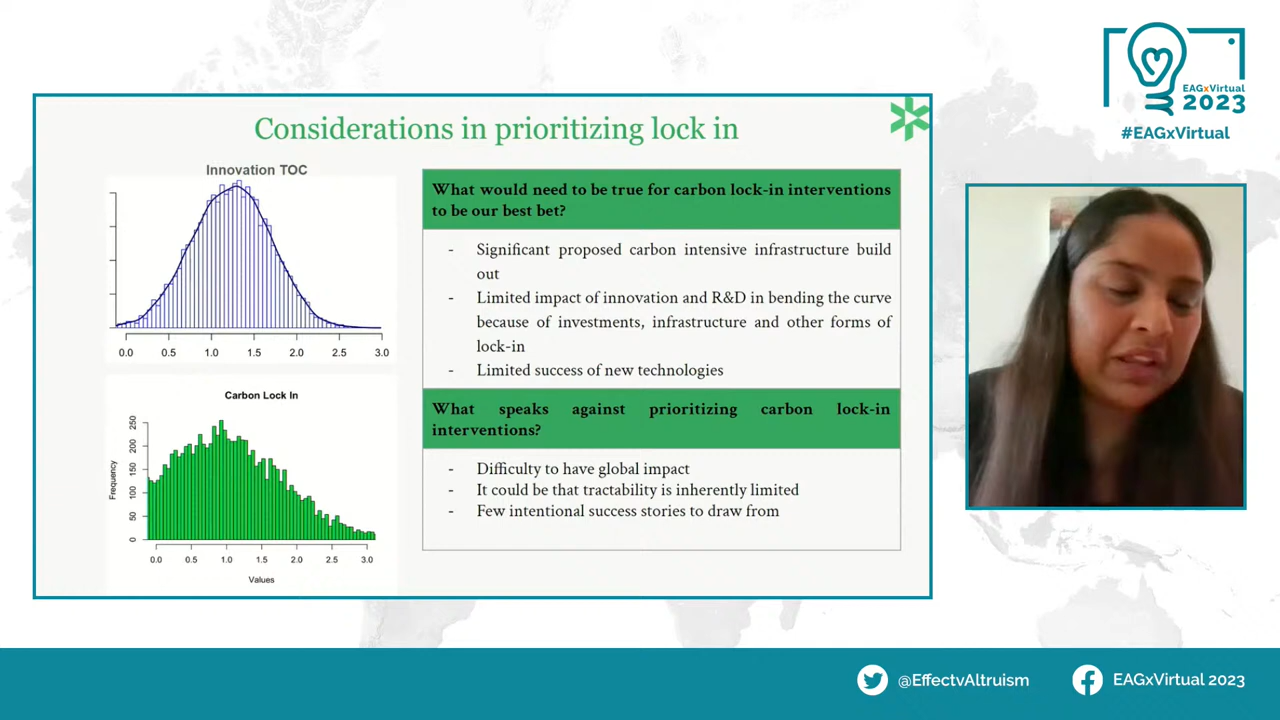 EAGxVirtual
2023
#EAGxVirtual
Considerations in prioritizing lock in
Innovation TOC
0.0 0.5 1.0 1.5 2.0 2.5 3.0
Carbon Lock In
Frequency
0 50 100 150 200 250
0.0 0.5 1.0 1.5 2.0 2.5 3.0
Values
What would need to be true for carbon lock-in interventions
to be our best bet?
- Significant proposed carbon intensive infrastructure build
out
- Limited impact of innovation and R&D in bending the curve
because of investments, infrastructure and other forms of
lock-in
- Limited success of new technologies
What speaks against prioritizing carbon lock-in
interventions?
- Difficulty to have global impact
- It could be that tractability is inherently limited
- Few intentional success stories to draw from
@EffectvAltruism
EAGxVirtual 2023